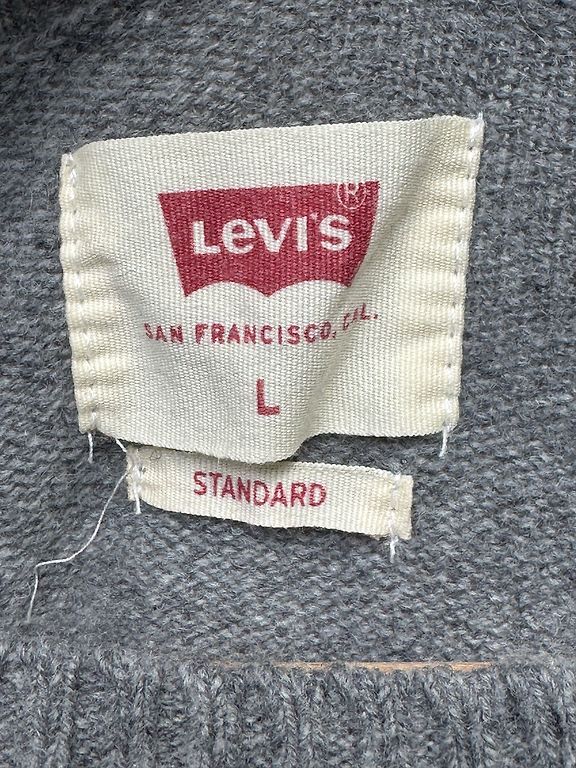 Levi's ®
SAN FRANCISCO, CAL.
L
STANDARD